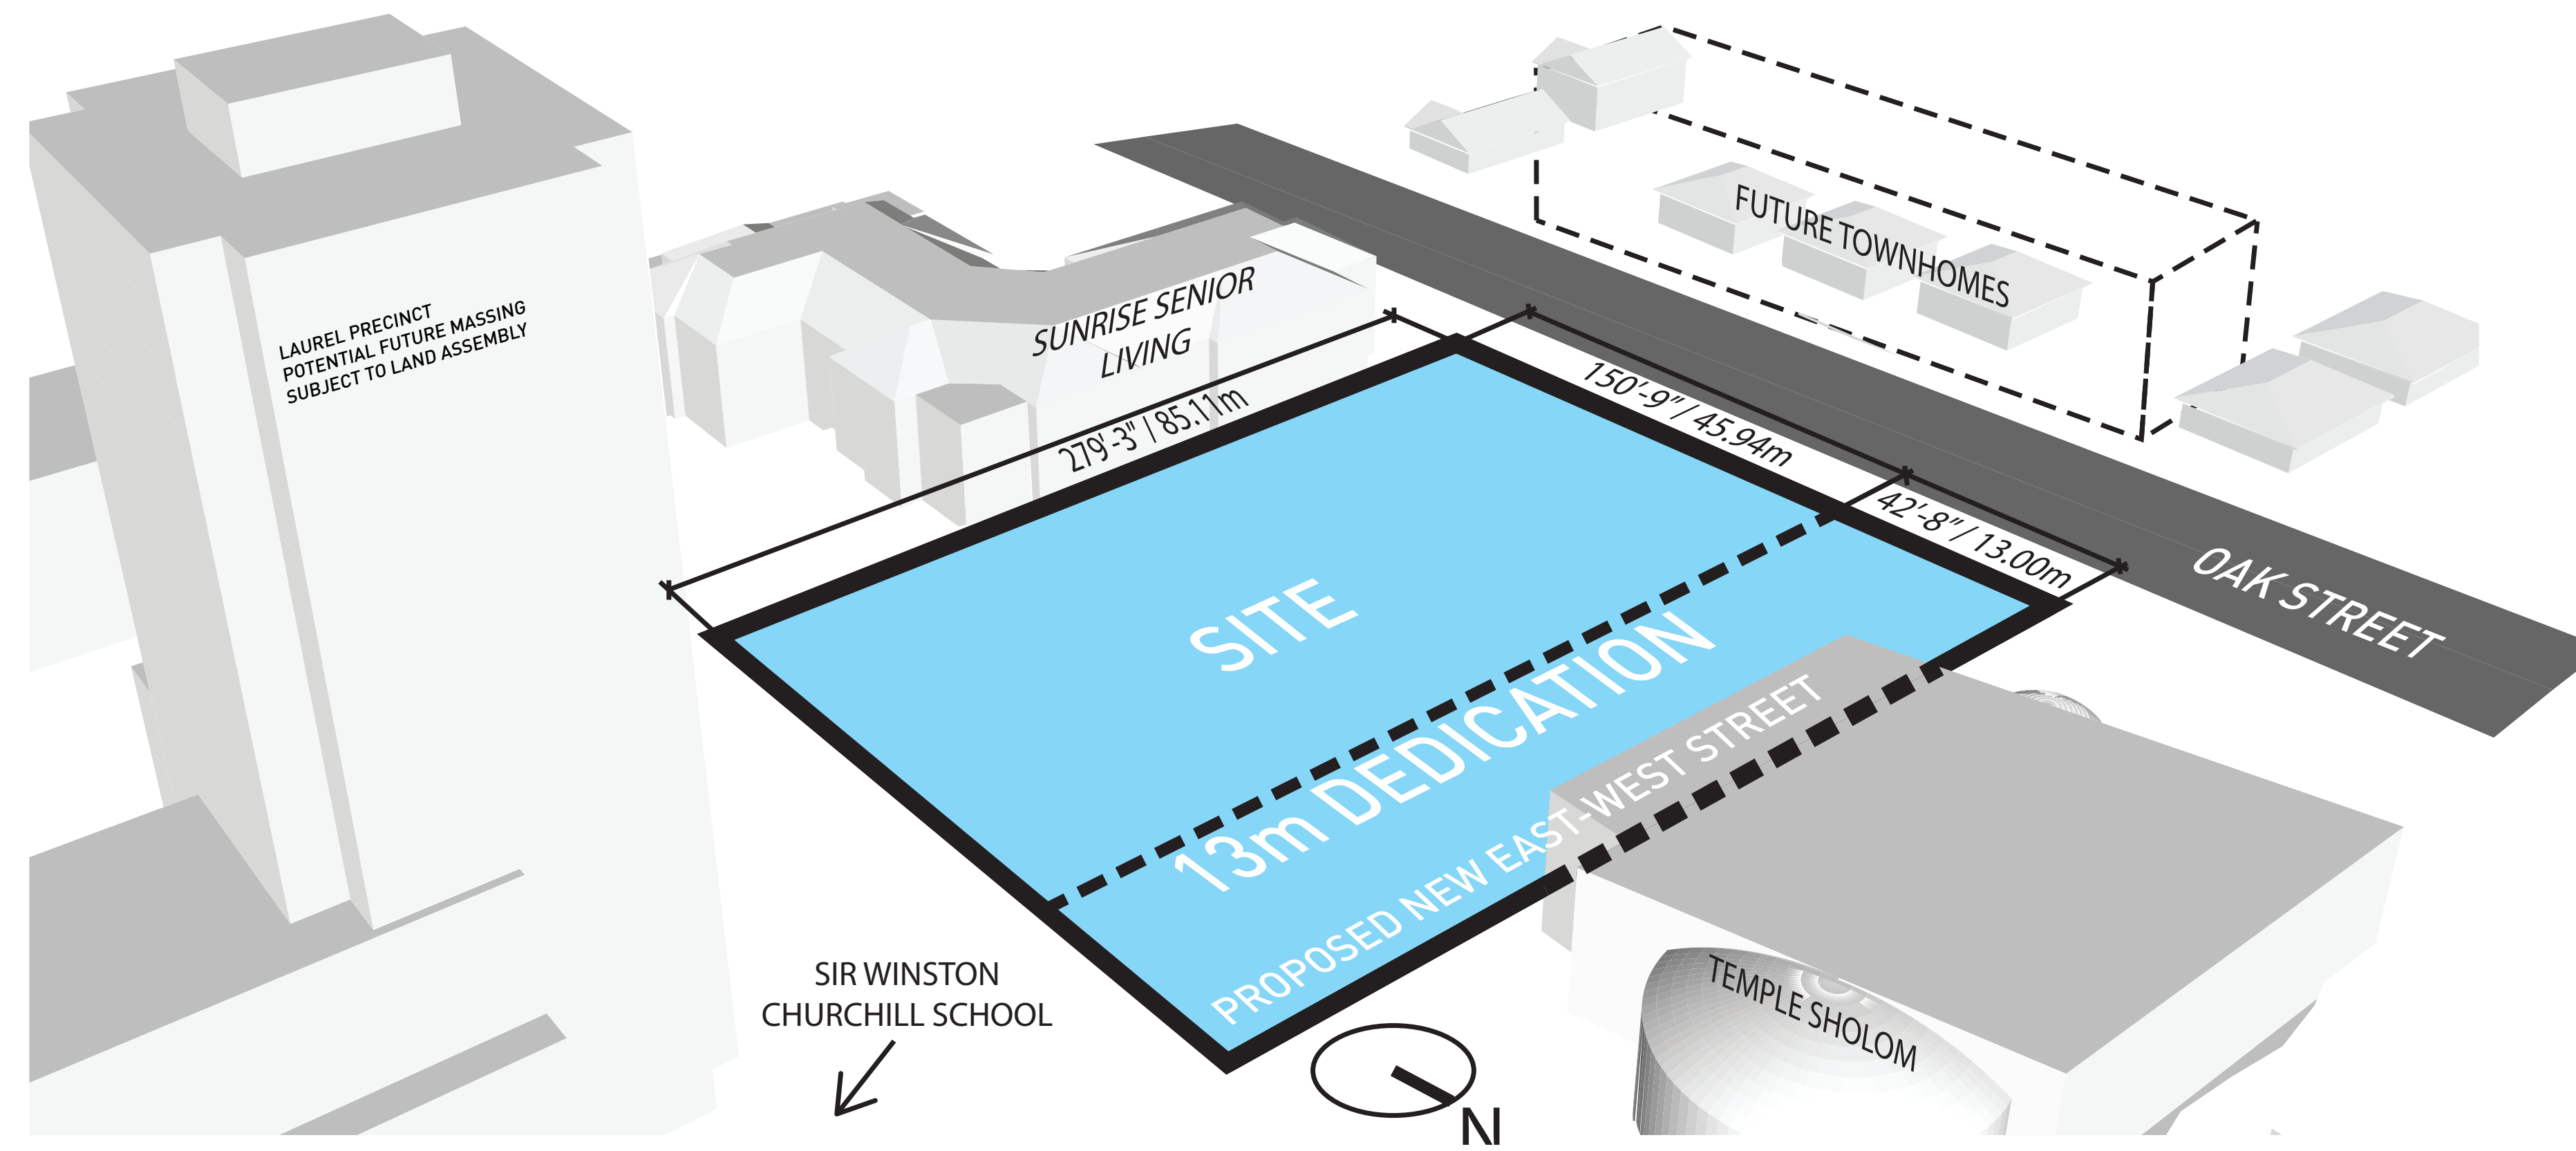 LAUREL PRECINCT
POTENTIAL FUTURE MASSING
SUBJECT TO LAND ASSEMBLY
SUNRISE SENIOR
LIVING
FUTURE TOWNHOMES
279'-3" / 85.11m
150'-9" / 45.94m
42'-8" / 13.00m
OAK STREET
SITE
13m DEDICATION
PROPOSED NEW EAST-WEST STREET
SIR WINSTON
CHURCHILL SCHOOL
TEMPLE SHOLOM
N